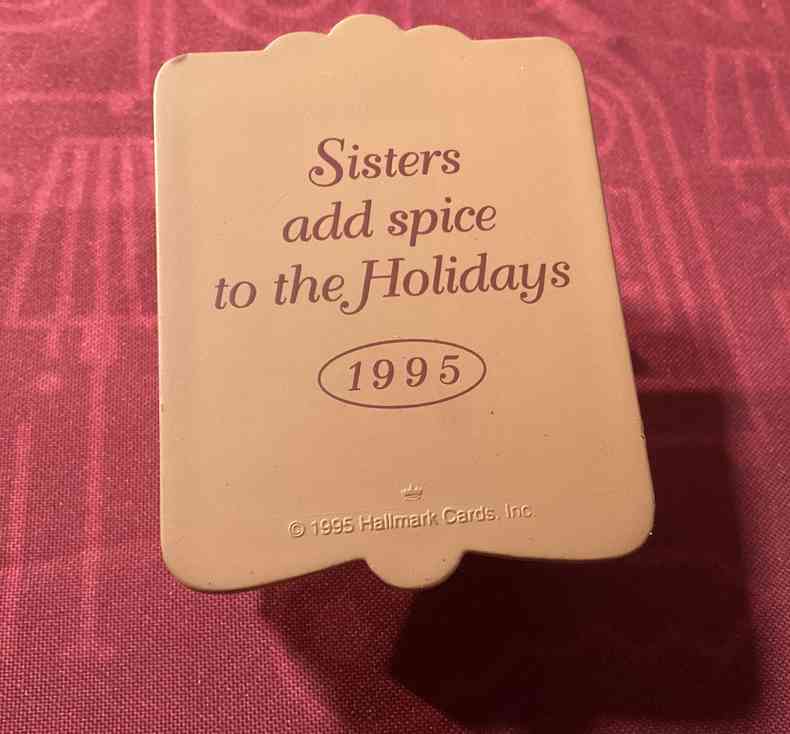 Sisters
add spice
to the Holidays
1995
© 1995 Hallmark Cards, Inc.